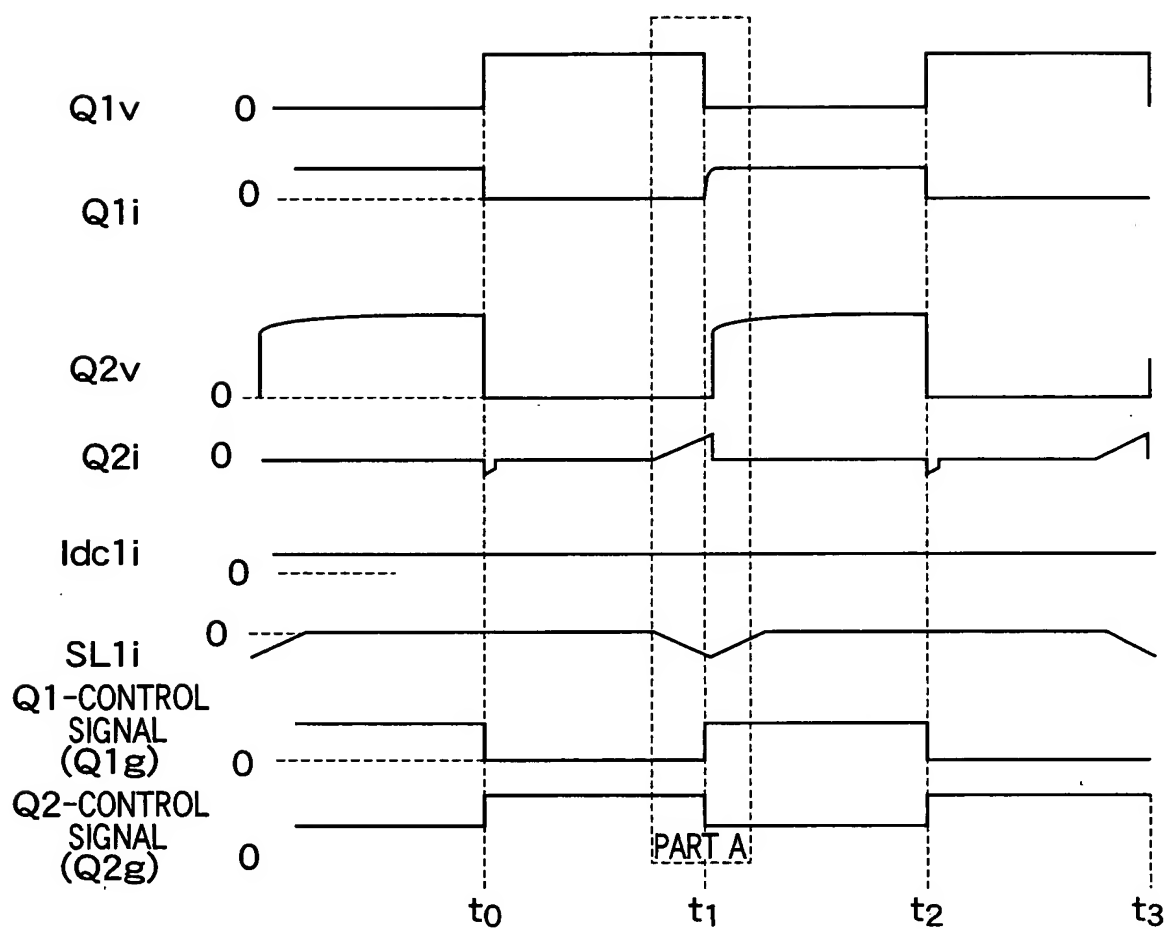 Q1v 0
0
Q1i
Q2v
0
Q2i 0
Idc1i
0
0
SL1i
Q1-CONTROL
SIGNAL
(Q1g) 0
Q2-CONTROL
SIGNAL
(Q2g) 0
PART A
t0 t1 t2 t3